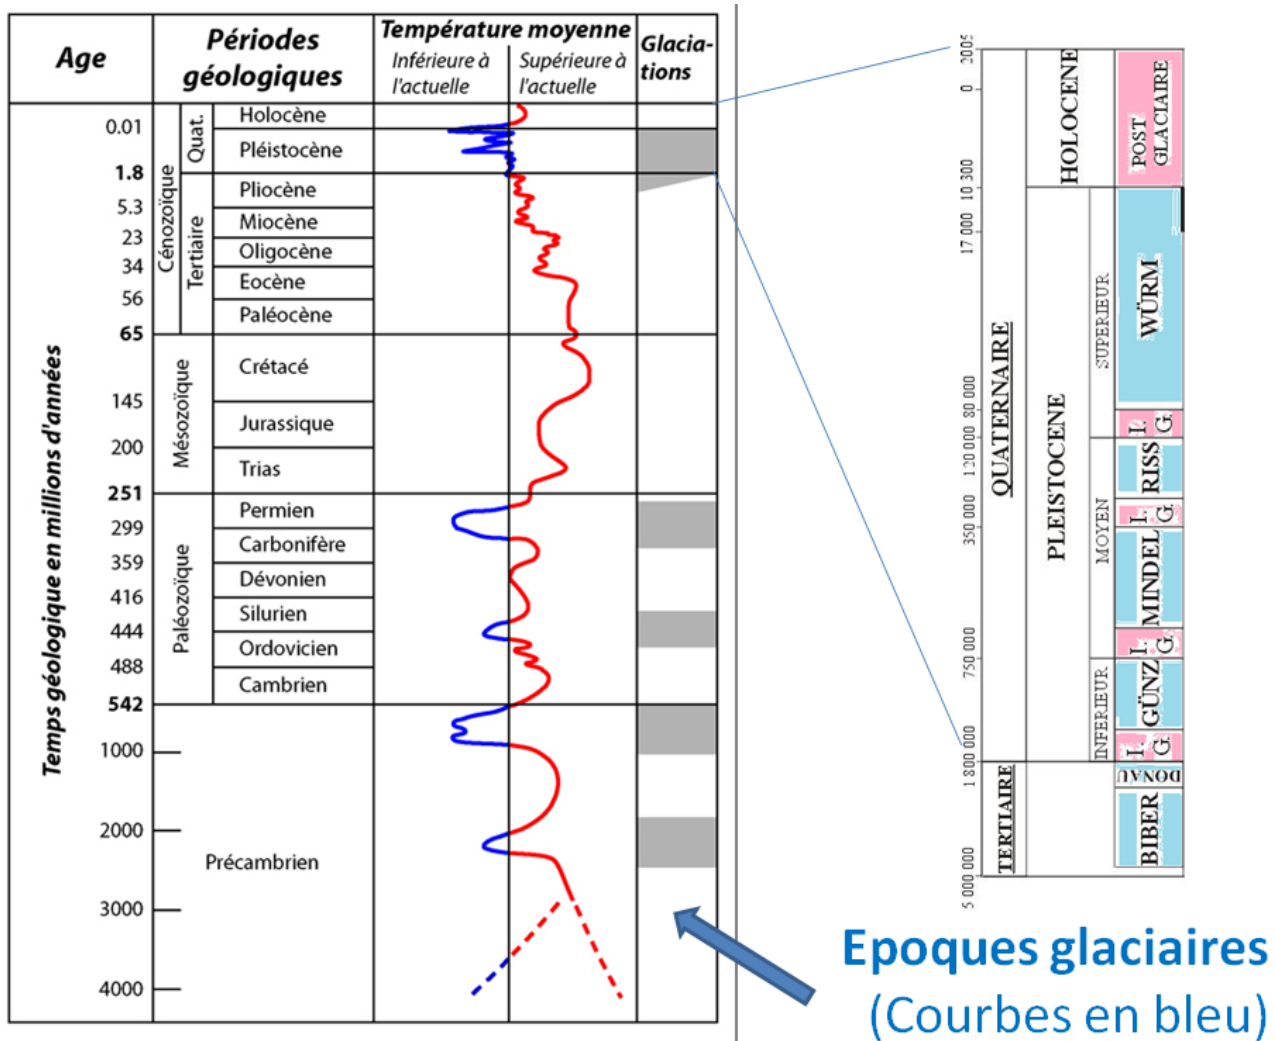 Age
Périodes
géologiques
Température moyenne
Inférieure à
l'actuelle
Supérieure à
l'actuelle
Glacia-
tions
Temps géologique en millions d'années
0.01
1.8
5.3
23
34
56
65
145
200
251
299
359
416
444
488
542
1000
2000
3000
4000
Cénozoïque
Quat.
Tertiaire
Mésozoïque
Paléozoïque
Holocène
Pléistocène
Pliocène
Miocène
Oligocène
Eocène
Paléocène
Crétacé
Jurassique
Trias
Permien
Carbonifère
Dévonien
Silurien
Ordovicien
Cambrien
Précambrien
2005
0
10 300
17 000
80 000
120 000
350 000
750 000
1 800 000
5 000 000
QUATERNAIRE
TERTIAIRE
HOLOCENE
PLEISTOCENE
SUPERIEUR
MOYEN
INFERIEUR
POST
GLACIAIRE
WÜRM
I.
G.
RISS
I.
G.
MINDEL
I.
G.
GÜNZ
I.
G.
DONAU
BIBER
Epoques glaciaires
(Courbes en bleu)